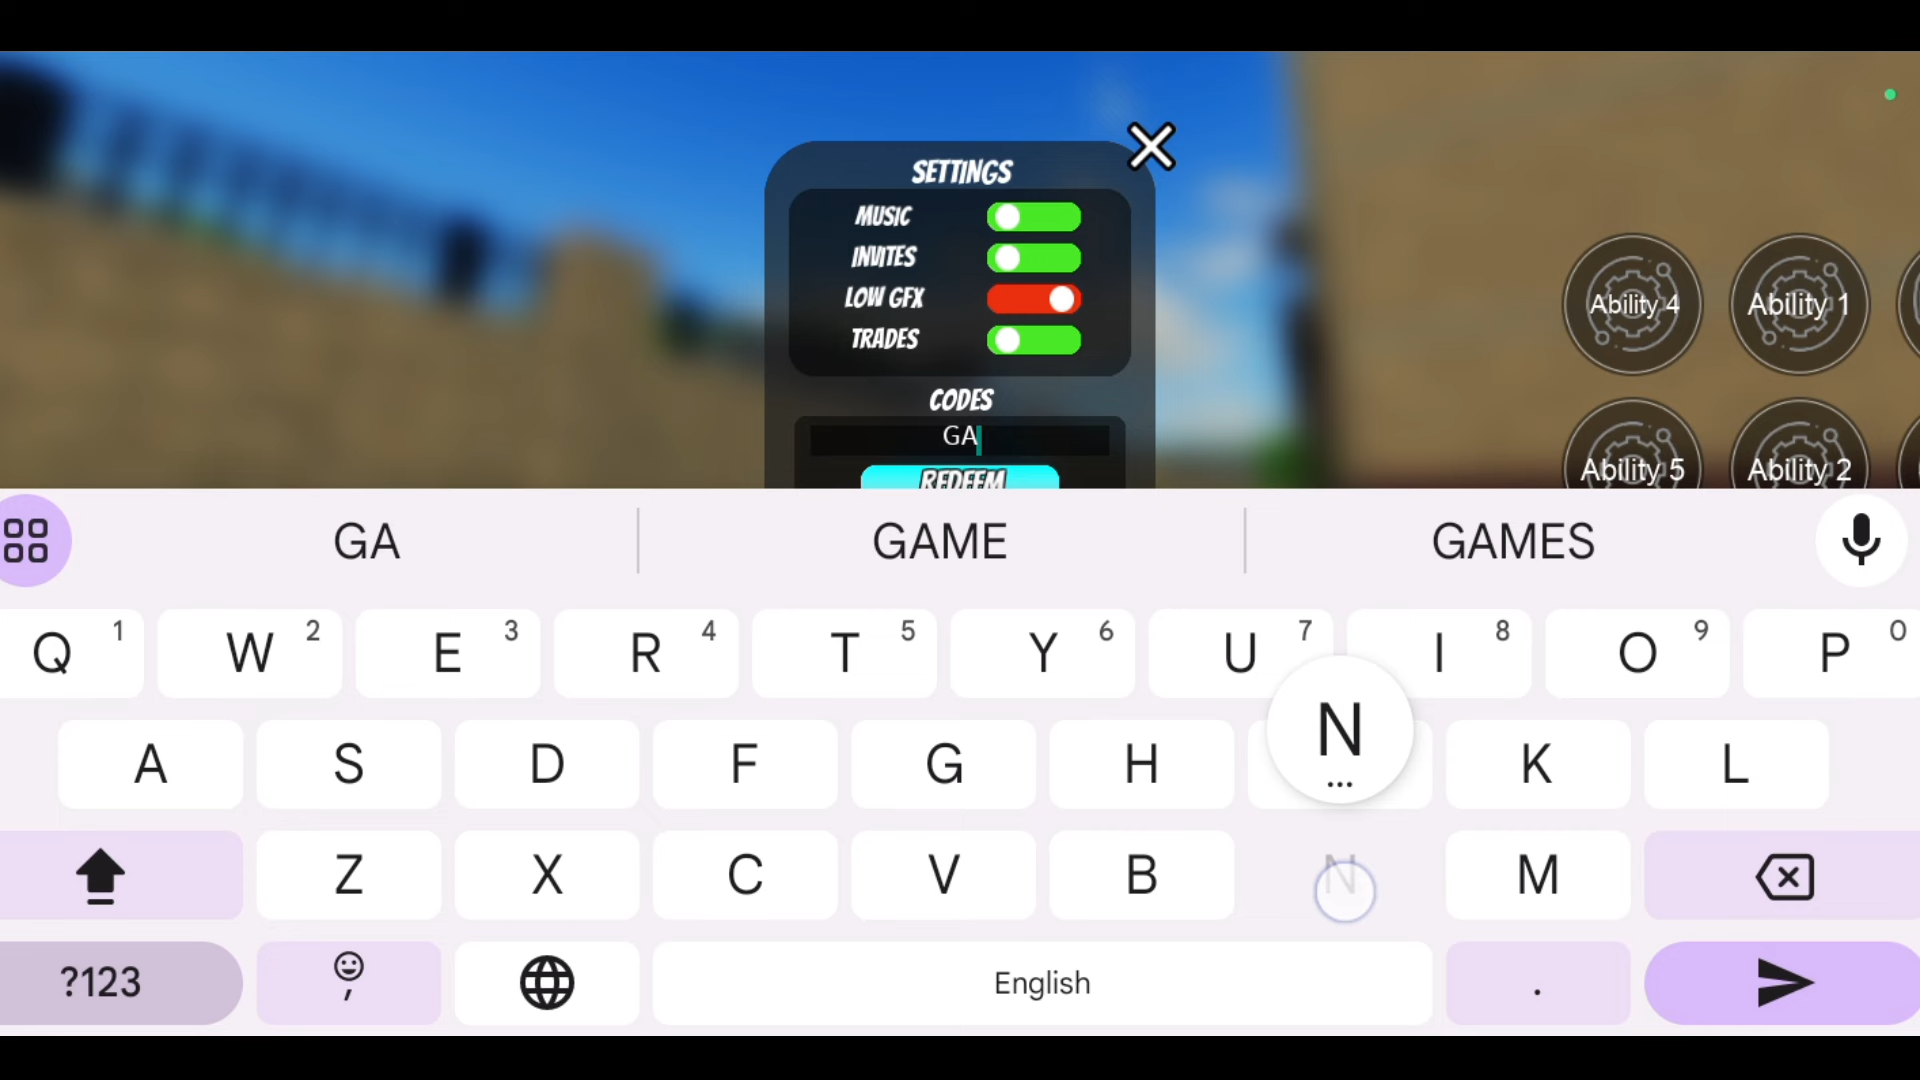 SETTINGS
MUSIC
INVITES
LOW GFX
TRADES
CODES
GA
REDEEM
Ability 4
Ability 1
Ability 5
Ability 2
GA
GAME
GAMES
Q 1 W 2 E 3 R 4 T 5 Y 6 U 7 I 8 O 9 P 0
A S D F G H N ... K L
Z X C V B N M
?123 , English .